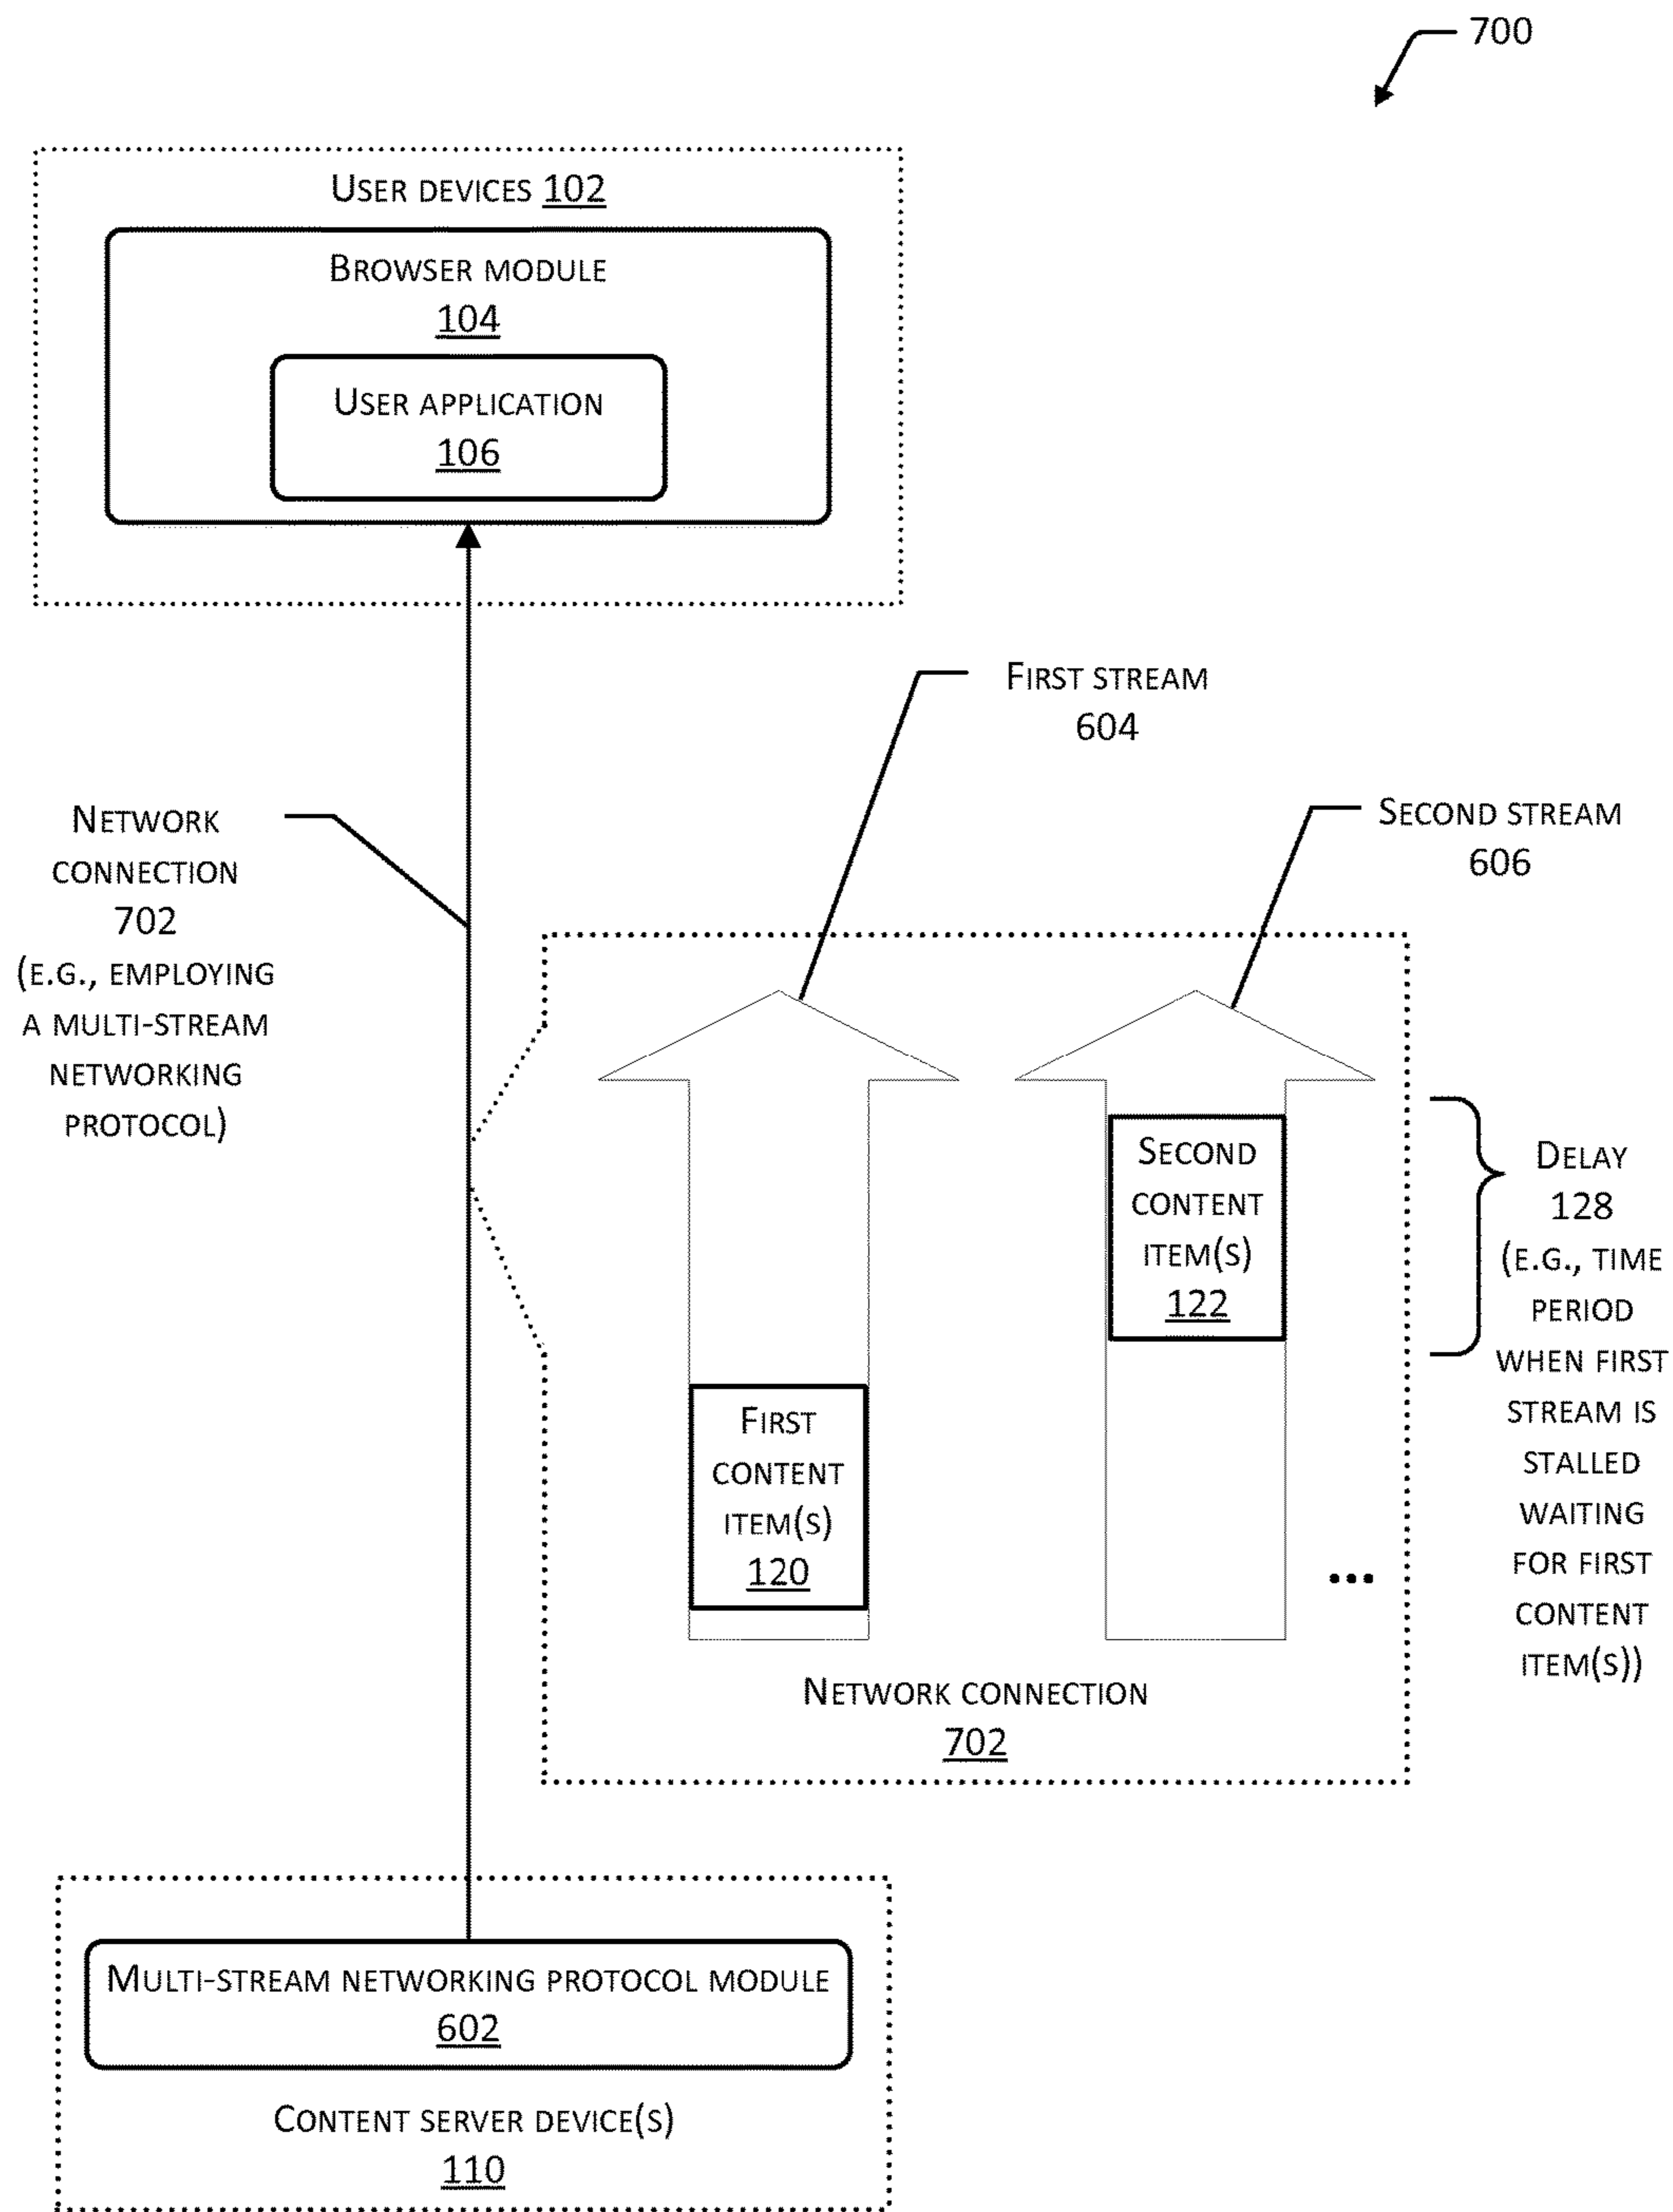 700
User devices 102
Browser module
104
User application
106
First stream
604
Second stream
606
Network
connection
702
(e.g., employing
a multi-stream
networking
protocol)
Second
content
item(s)
122
Delay
128
(e.g., time
period
when first
stream is
stalled
waiting
for first
content
item(s))
First
content
item(s)
120
...
Network connection
702
Multi-stream networking protocol module
602
Content server device(s)
110